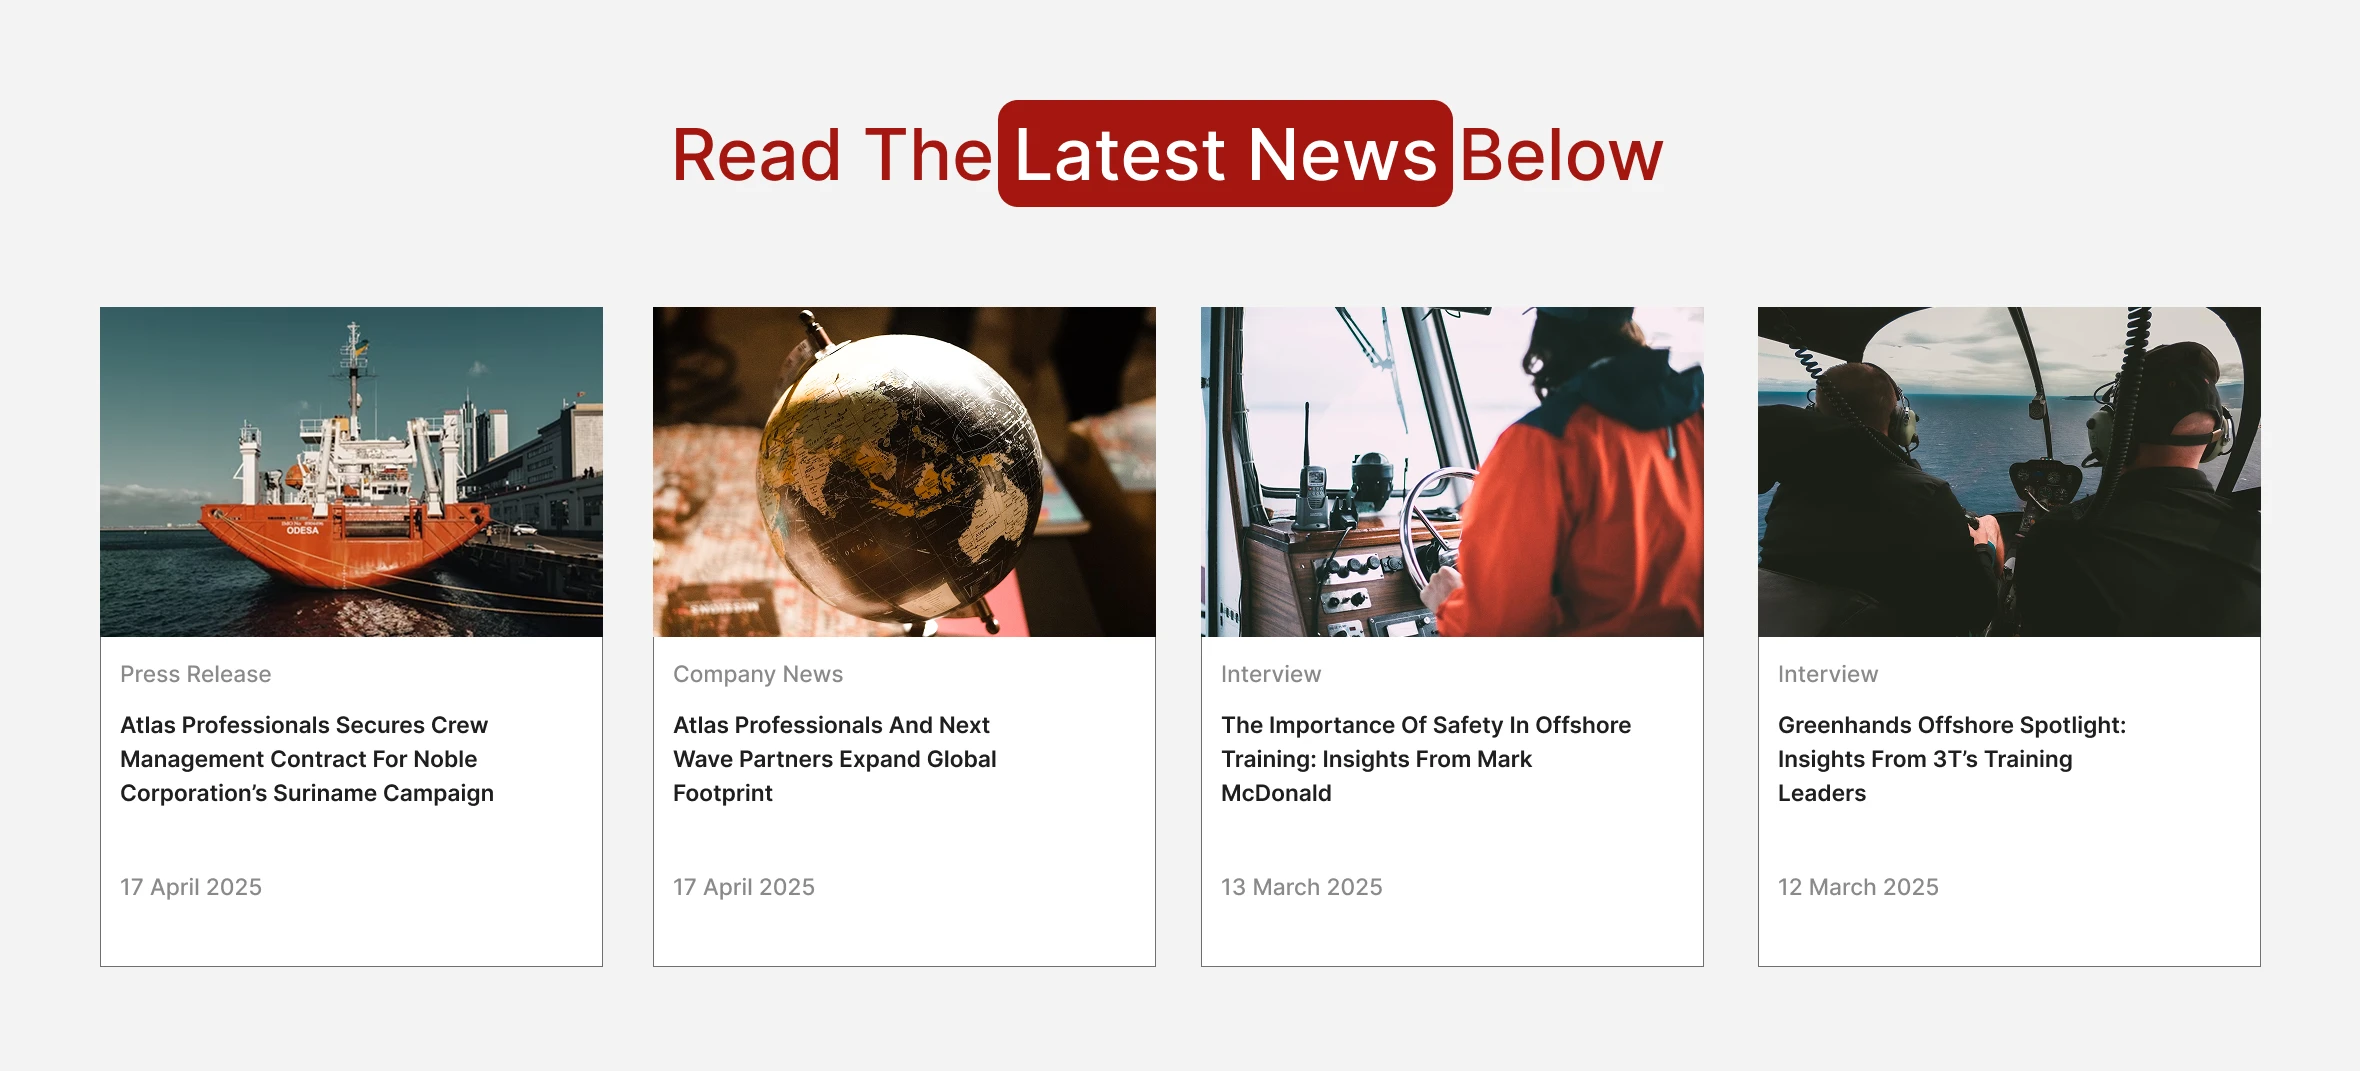 Read The Latest News Below
ODESA
OCEAN
Press Release
Atlas Professionals Secures Crew
Management Contract For Noble
Corporation’s Suriname Campaign
17 April 2025
Company News
Atlas Professionals And Next
Wave Partners Expand Global
Footprint
17 April 2025
Interview
The Importance Of Safety In Offshore
Training: Insights From Mark
McDonald
13 March 2025
Interview
Greenhands Offshore Spotlight:
Insights From 3T’s Training
Leaders
12 March 2025